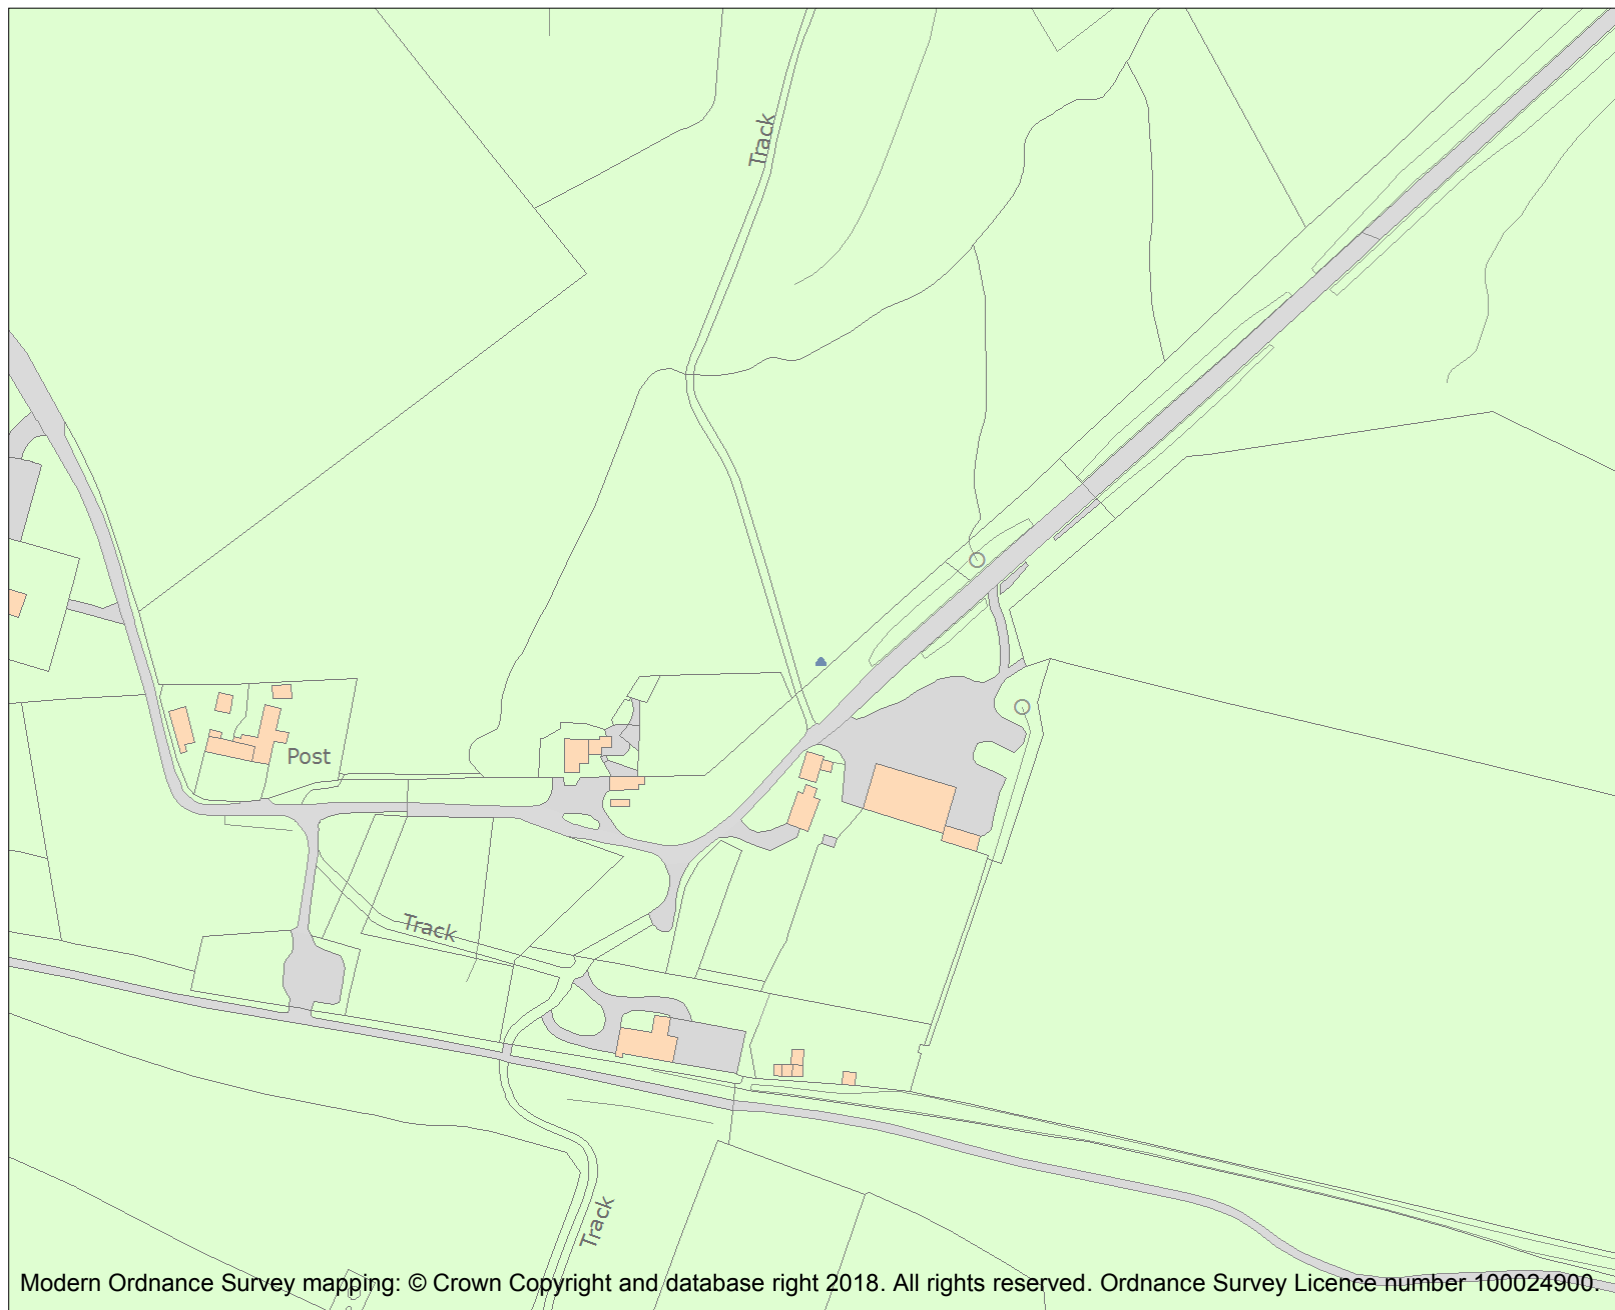 Track
Post
Track
Track
Modern Ordnance Survey mapping: © Crown Copyright and database right 2018. All rights reserved. Ordnance Survey Licence number 100024900.